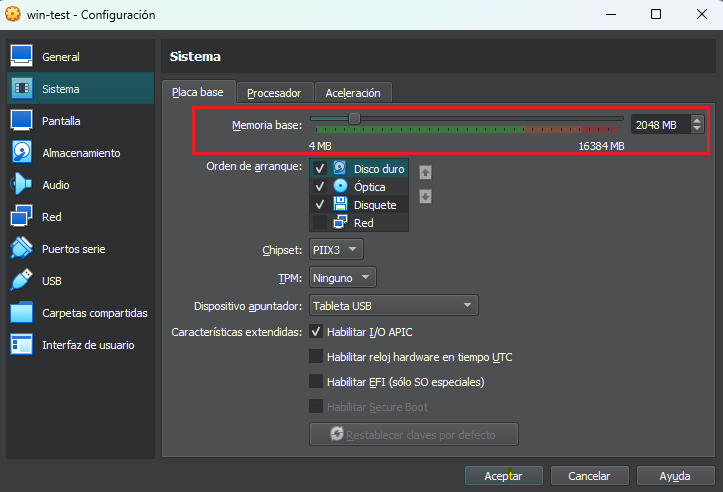 win-test - Configuración
General
Sistema
Pantalla
Almacenamiento
Audio
Red
Puertos serie
USB
Carpetas compartidas
Interfaz de usuario
Sistema
Placa base
Procesador
Aceleración
Memoria base:
2048 MB
4 MB
16384 MB
Orden de arranque:
Disco duro
Óptica
Disquete
Red
Chipset:
PIIX3
TPM:
Ninguno
Dispositivo apuntador:
Tableta USB
Características extendidas:
Habilitar I/O APIC
Habilitar reloj hardware en tiempo UTC
Habilitar EFI (sólo SO especiales)
Habilitar Secure Boot
Restablecer claves por defecto
Aceptar
Cancelar
Ayuda